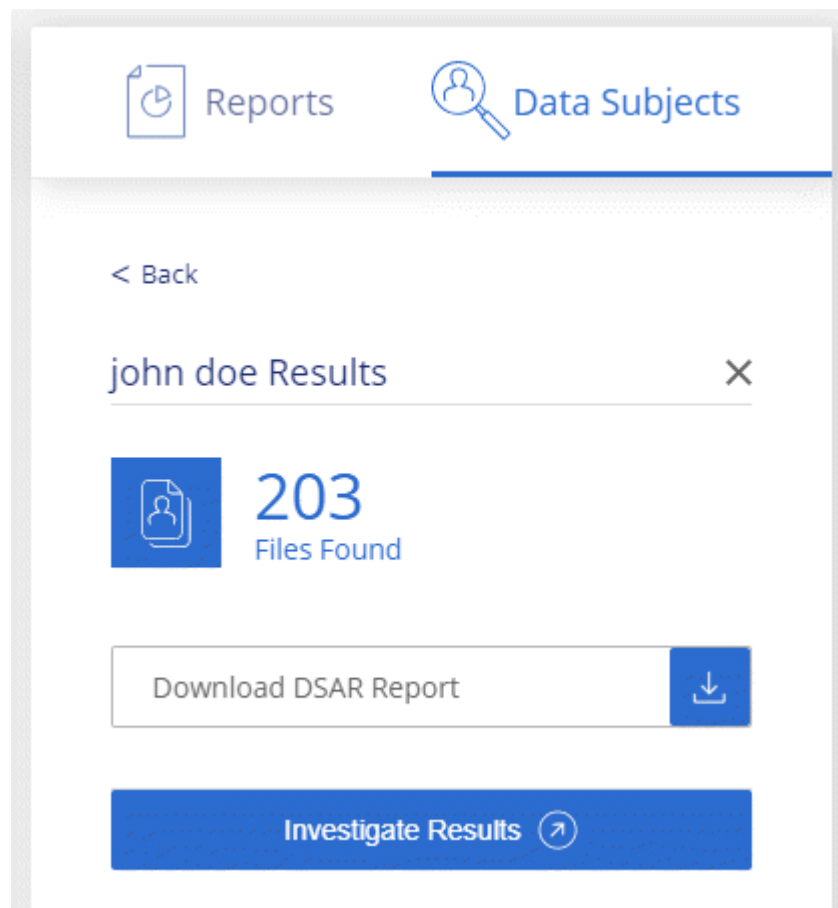 Reports
Data Subjects
< Back
john doe Results
203
Files Found
Download DSAR Report
Investigate Results